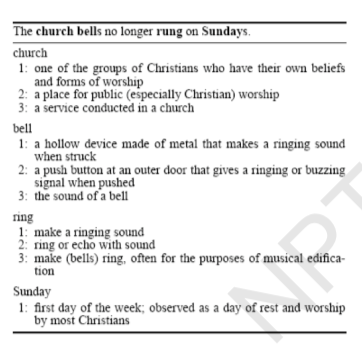 The church bells no longer rung on Sundays.
church
1: one of the groups of Christians who have their own beliefs
and forms of worship
2: a place for public (especially Christian) worship
3: a service conducted in a church
bell
1: a hollow device made of metal that makes a ringing sound
when struck
2: a push button at an outer door that gives a ringing or buzzing
signal when pushed
3: the sound of a bell
ring
1: make a ringing sound
2: ring or echo with sound
3: make (bells) ring, often for the purposes of musical edifica-
tion
Sunday
1: first day of the week; observed as a day of rest and worship
by most Christians
NPT